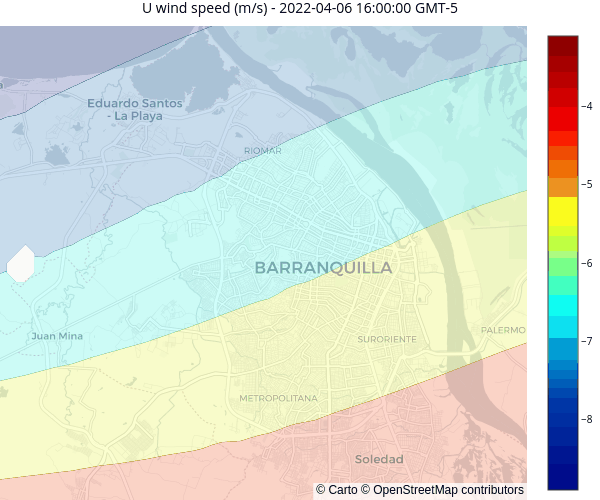 U wind speed (m/s) - 2022-04-06 16:00:00 GMT-5
Eduardo Santos
- La Playa
RIOMAR
BARRANQUILLA
Juan Mina
SURORIENTE
PALERMO
METROPOLITANA
Soledad
© Carto © OpenStreetMap contributors
−4
−5
−6
−7
−8